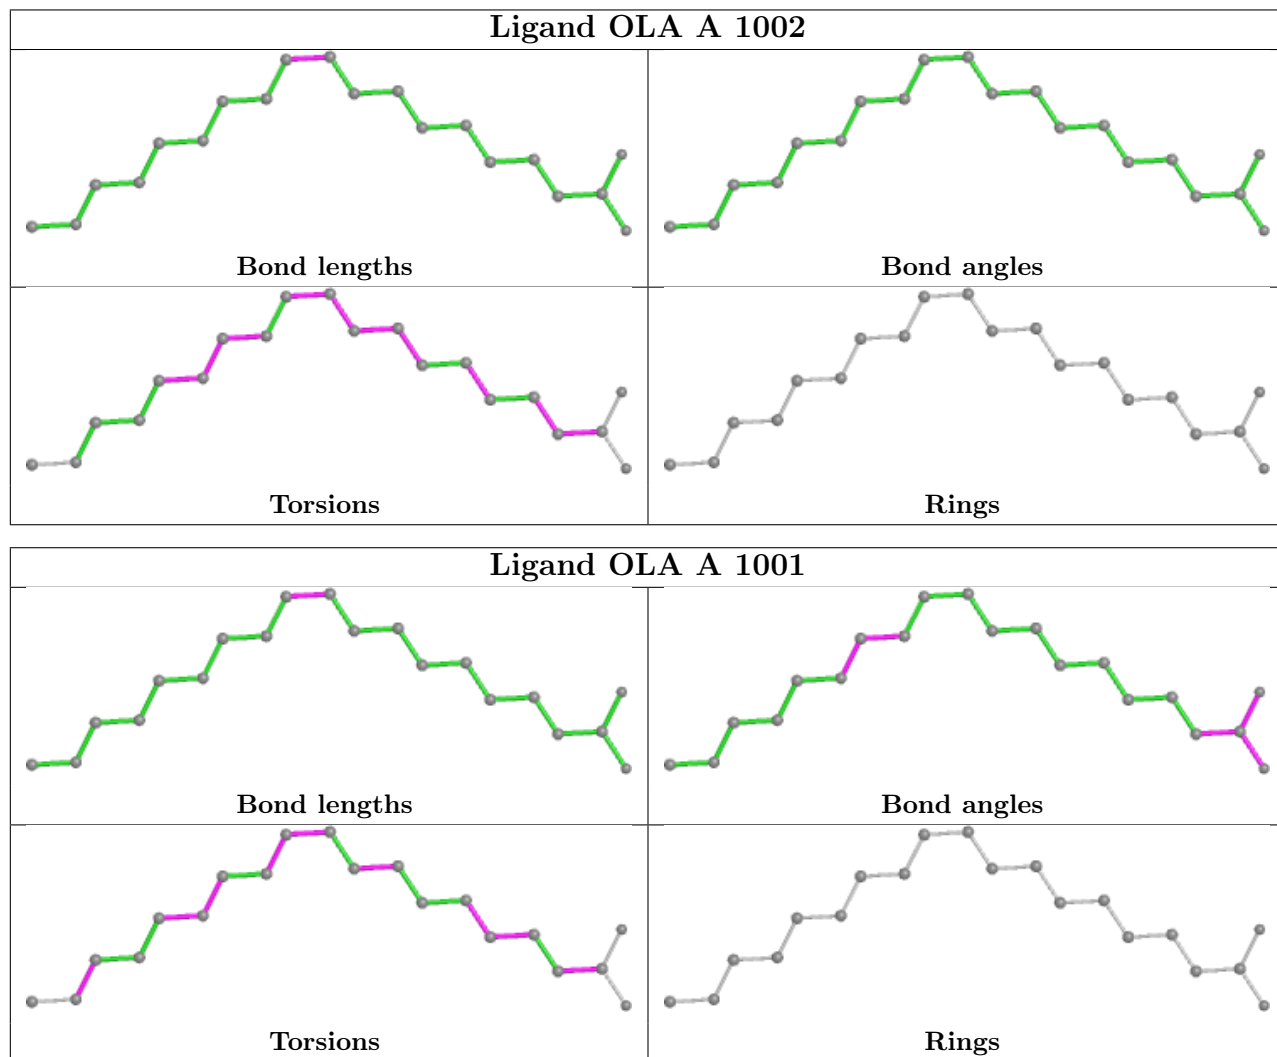 Ligand OLA A 1002
Bond lengths
Bond angles
Torsions
Rings
Ligand OLA A 1001
Bond lengths
Bond angles
Torsions
Rings